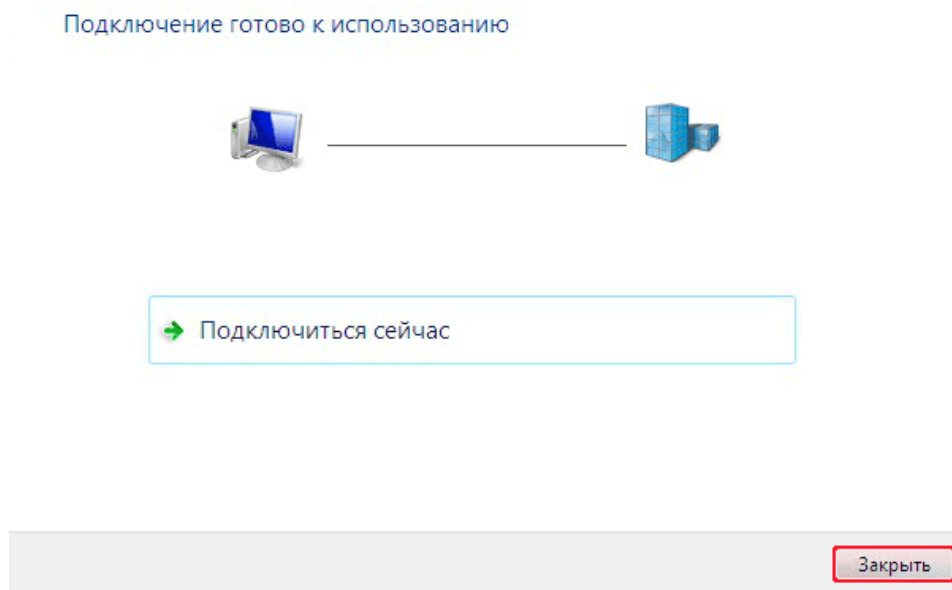 Подключение готово к использованию
Подключиться сейчас
Закрыть